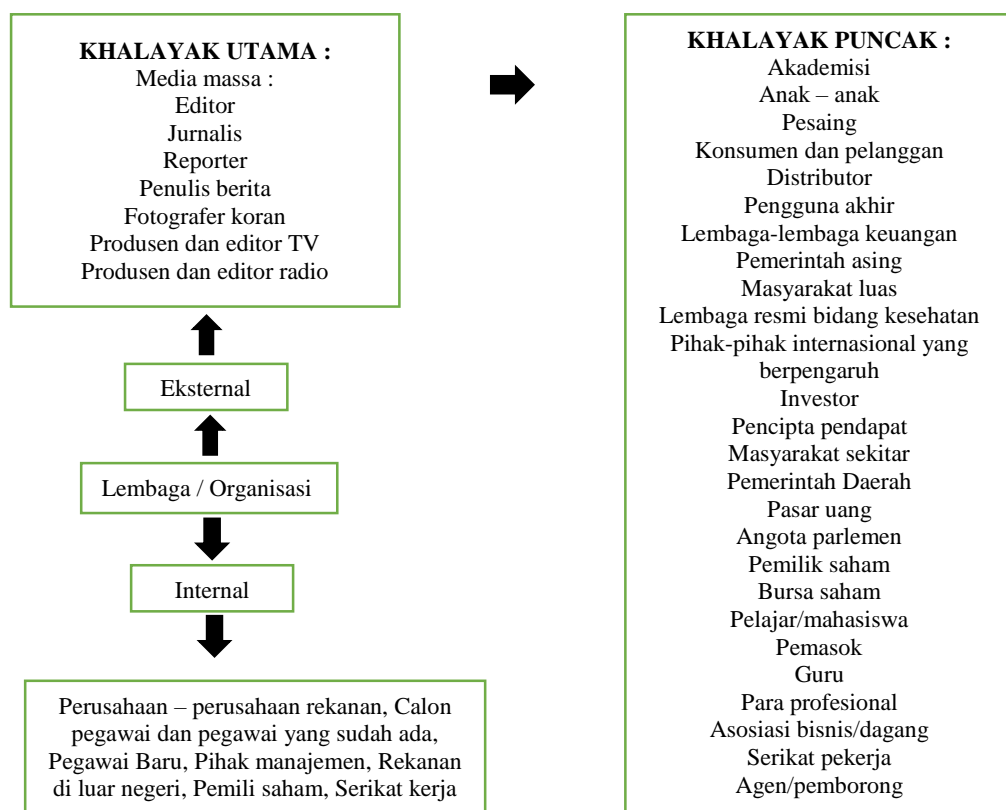 KHALAYAK UTAMA :
Media massa :
Editor
Jurnalis
Reporter
Penulis berita
Fotografer koran
Produsen dan editor TV
Produsen dan editor radio
Eksternal
Lembaga / Organisasi
Internal
Perusahaan – perusahaan rekanan, Calon
pegawai dan pegawai yang sudah ada,
Pegawai Baru, Pihak manajemen, Rekanan
di luar negeri, Pemili saham, Serikat kerja
KHALAYAK PUNCAK :
Akademisi
Anak – anak
Pesaing
Konsumen dan pelanggan
Distributor
Pengguna akhir
Lembaga-lembaga keuangan
Pemerintah asing
Masyarakat luas
Lembaga resmi bidang kesehatan
Pihak-pihak internasional yang
berpengaruh
Investor
Pencipta pendapat
Masyarakat sekitar
Pemerintah Daerah
Pasar uang
Angota parlemen
Pemilik saham
Bursa saham
Pelajar/mahasiswa
Pemasok
Guru
Para profesional
Asosiasi bisnis/dagang
Serikat pekerja
Agen/pemborong